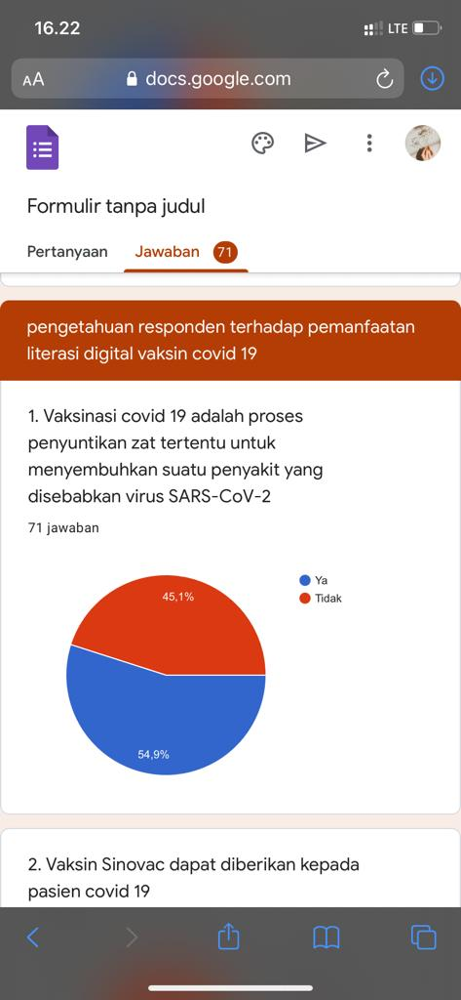 16.22
LTE
AA
docs.google.com
Formulir tanpa judul
Pertanyaan
Jawaban 71
pengetahuan responden terhadap pemanfaatan
literasi digital vaksin covid 19
1. Vaksinasi covid 19 adalah proses
penyuntikan zat tertentu untuk
menyembuhkan suatu penyakit yang
disebabkan virus SARS-CoV-2
71 jawaban
45,1%
54,9%
Ya
Tidak
2. Vaksin Sinovac dapat diberikan kepada
pasien covid 19